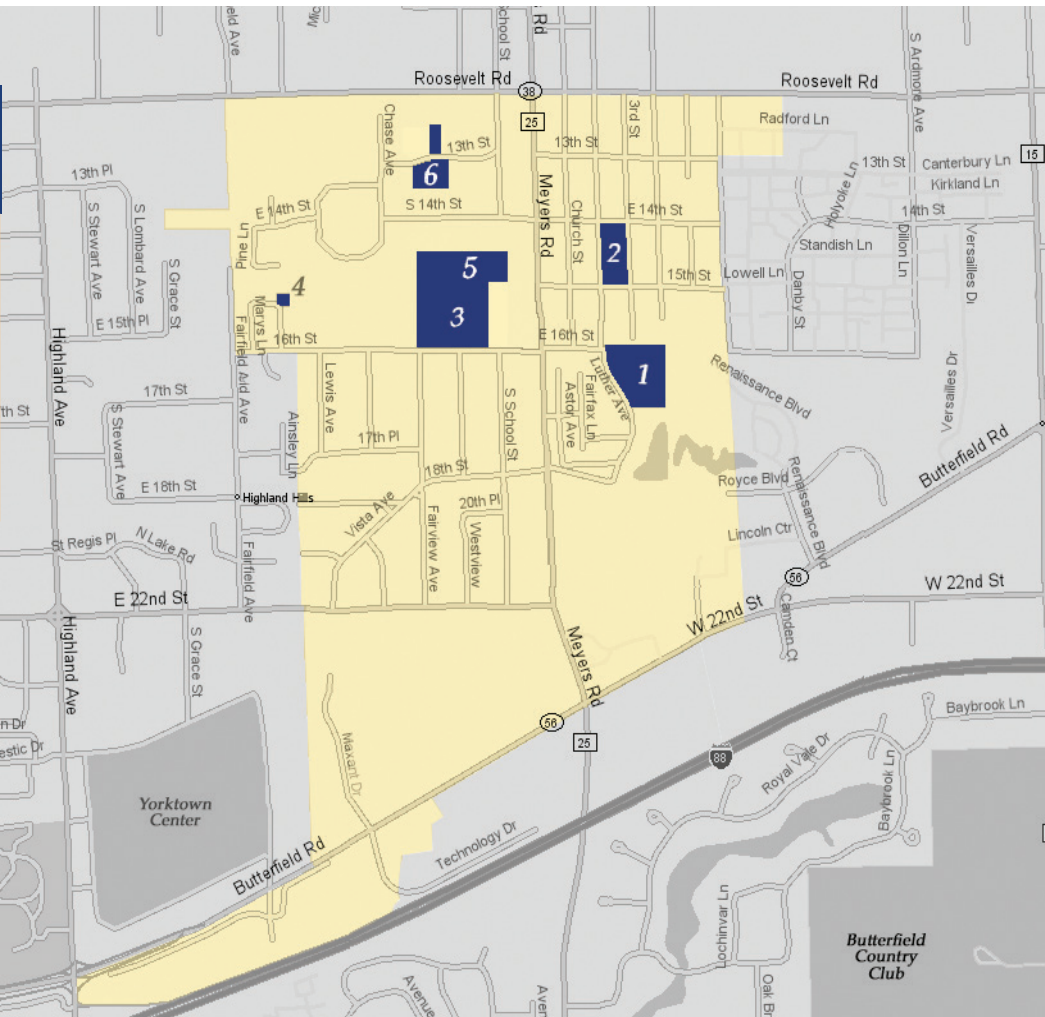 Roosevelt Rd
Roosevelt Rd
38
25
Chase Ave
3rd St
Radford Ln
S Ardmore Ave
13th St
13th St
13th St
Canterbury Ln
Kirkland Ln
15
13th Pl
6
Holyoke Ln
S Stewart Ave
S Lombard Ave
E 14th St
S 14th St
Meyers Rd
Church St
E 14th St
14th St
Pine Ln
Standish Ln
Dillon Ln
Versailles Dr
2
5
15th St
Lowell Ln
Danby St
S Grace St
4
Marys Ln
3
E 15th Pl
16th St
E 16th St
Highland Ave
Fairfield Ave
Luther Ave
1
Renaissance Blvd
Versailles Dr
Lewis Ave
Fairfax Ln
Astor Ave
17th St
S School St
S Stewart Ave
Ainsley Ln
17th Pl
18th St
Butterfield Rd
E 18th St
Highland Hills
Royce Blvd
Renaissance Blvd
Vista Ave
20th Pl
Lincoln Ctr
St Regis Pl
N Lake Rd
Fairview Ave
Westview
Fairfield Ave
56
E 22nd St
W 22nd St
W 22nd St
Camden Ct
Highland Ave
S Grace St
Meyers Rd
56
25
88
Baybrook Ln
Maxant Dr
Royal Vale Dr
Baybrook Ln
Yorktown
Center
Technology Dr
Butterfield Rd
Lochinvar Ln
Butterfield
Country
Club
Avenue
Oak Br